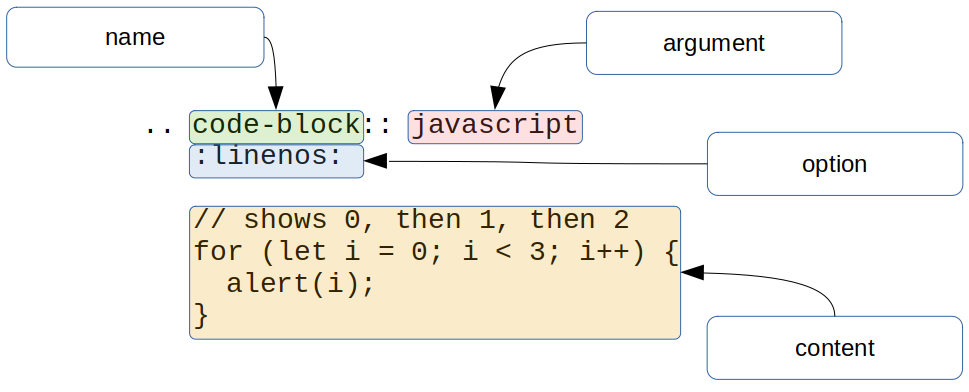 name
argument
.. code-block:: javascript
:linenos:
option
// shows 0, then 1, then 2
for (let i = 0; i < 3; i++) {
  alert(i);
}
content